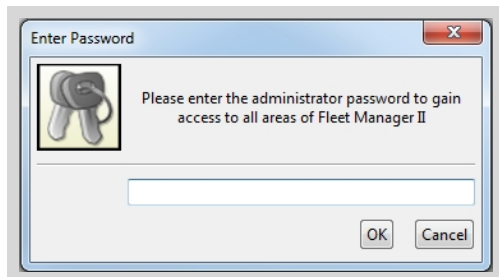 Enter Password
Please enter the administrator password to gain
access to all areas of Fleet Manager II
OK
Cancel